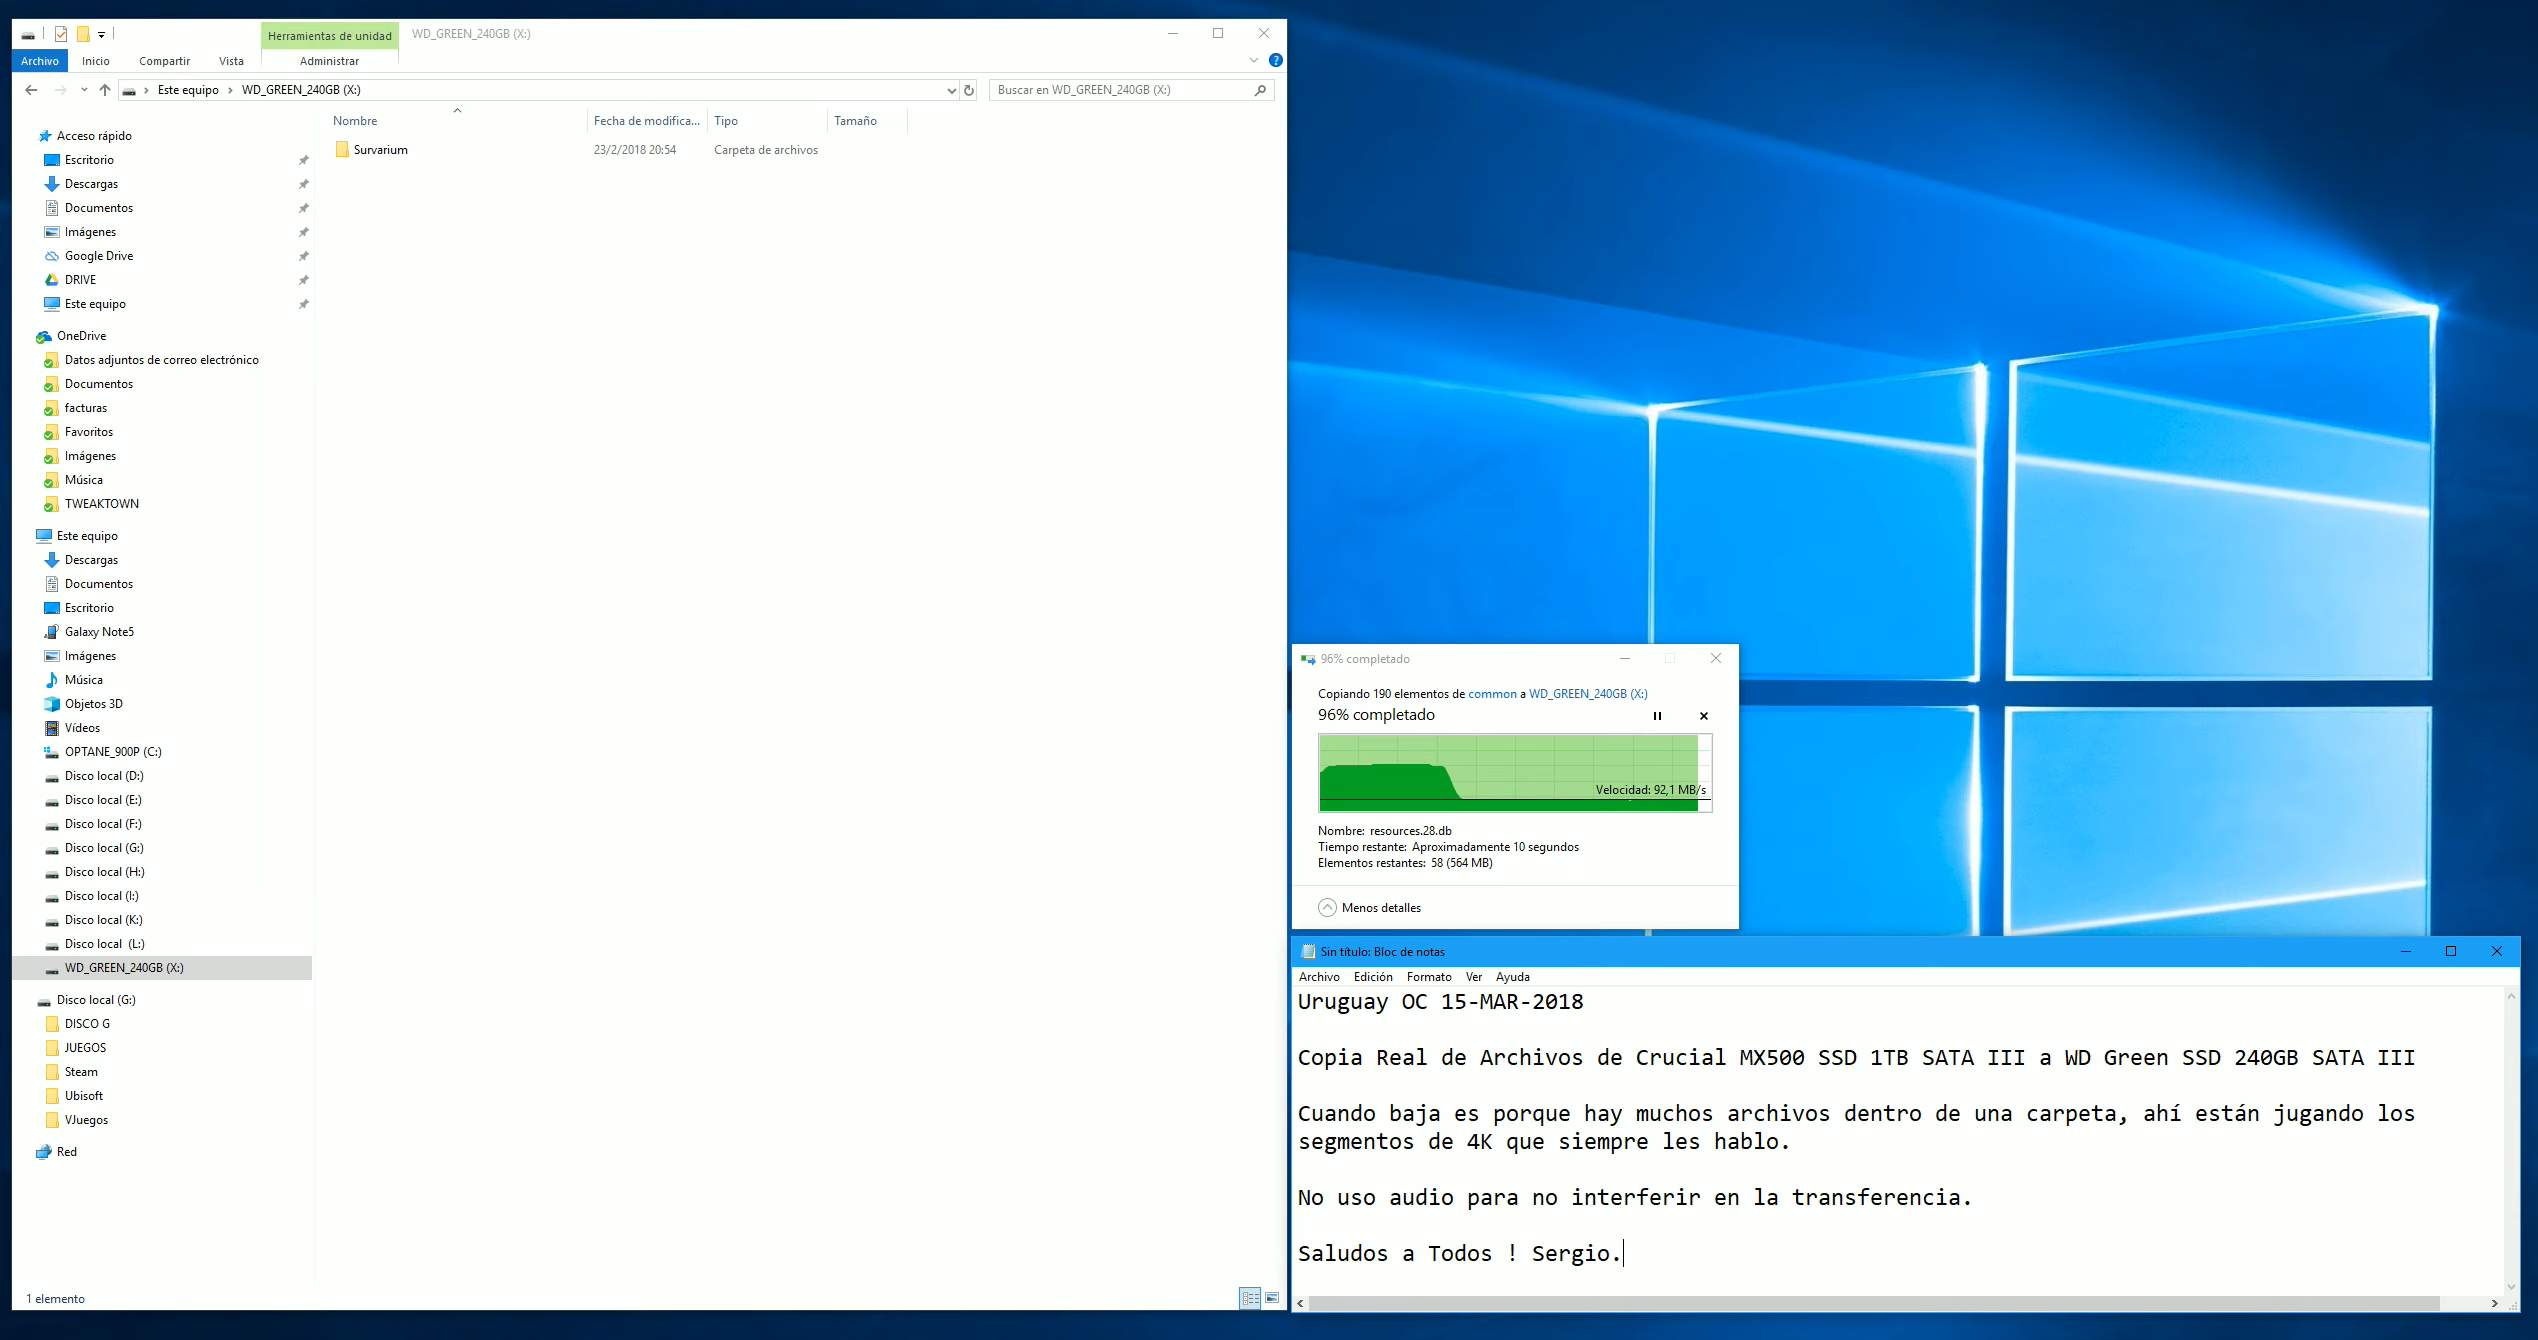 Herramientas de unidad
WD_GREEN_240GB (X:)
Archivo
Inicio
Compartir
Vista
Administrar
Este equipo
WD_GREEN_240GB (X:)
Buscar en WD_GREEN_240GB (X:)
Nombre
Fecha de modifica...
Tipo
Tamaño
Survarium
23/2/2018 20:54
Carpeta de archivos
Acceso rápido
Escritorio
Descargas
Documentos
Imágenes
Google Drive
DRIVE
Este equipo
OneDrive
Datos adjuntos de correo electrónico
Documentos
facturas
Favoritos
Imágenes
Música
TWEAKTOWN
Este equipo
Descargas
Documentos
Escritorio
Galaxy Note5
Imágenes
Música
Objetos 3D
Vídeos
OPTANE_900P (C:)
Disco local (D:)
Disco local (E:)
Disco local (F:)
Disco local (G:)
Disco local (H:)
Disco local (I:)
Disco local (K:)
Disco local (L:)
WD_GREEN_240GB (X:)
Disco local (G:)
DISCO G
JUEGOS
Steam
Ubisoft
VJuegos
Red
1 elemento
96% completado
Copiando 190 elementos de common a WD_GREEN_240GB (X:)
96% completado
Velocidad: 92,1 MB/s
Nombre: resources.28.db
Tiempo restante: Aproximadamente 10 segundos
Elementos restantes: 58 (564 MB)
Menos detalles
Sin título: Bloc de notas
Archivo Edición Formato Ver Ayuda
Uruguay OC 15-MAR-2018
Copia Real de Archivos de Crucial MX500 SSD 1TB SATA III a WD Green SSD 240GB SATA III
Cuando baja es porque hay muchos archivos dentro de una carpeta, ahí están jugando los
segmentos de 4K que siempre les hablo.
No uso audio para no interferir en la transferencia.
Saludos a Todos ! Sergio.